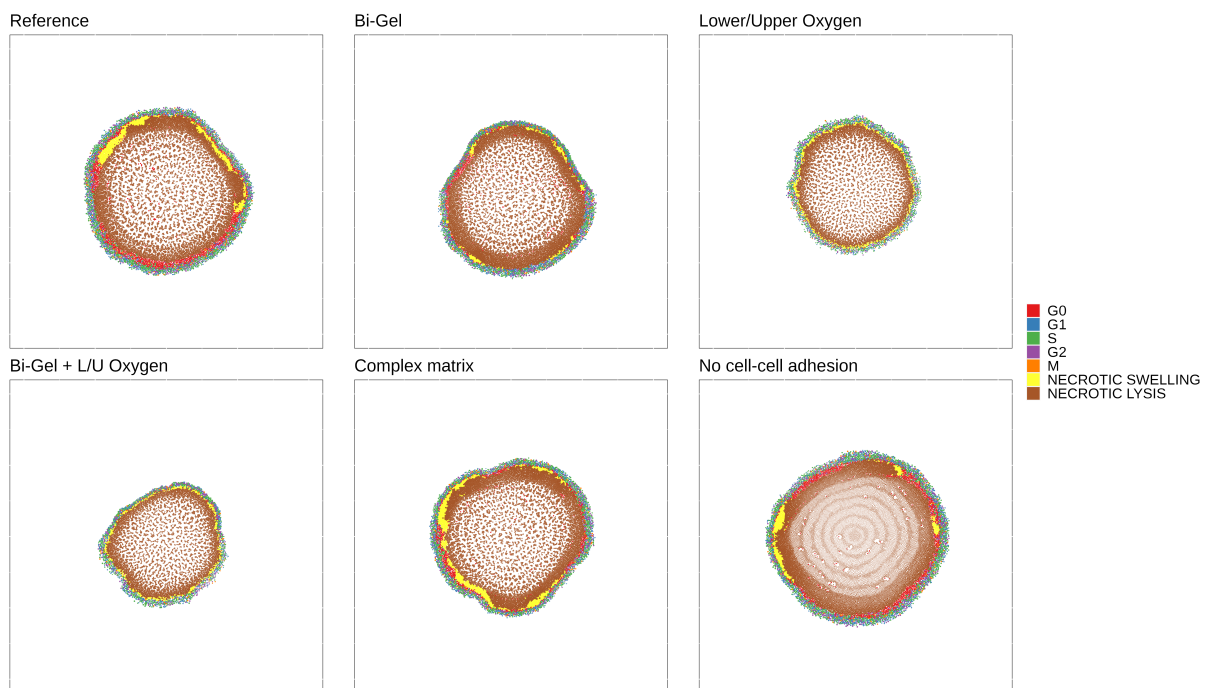 Reference
Bi-Gel
Lower/Upper Oxygen
Bi-Gel + L/U Oxygen
Complex matrix
No cell-cell adhesion
G0
G1
S
G2
M
NECROTIC SWELLING
NECROTIC LYSIS